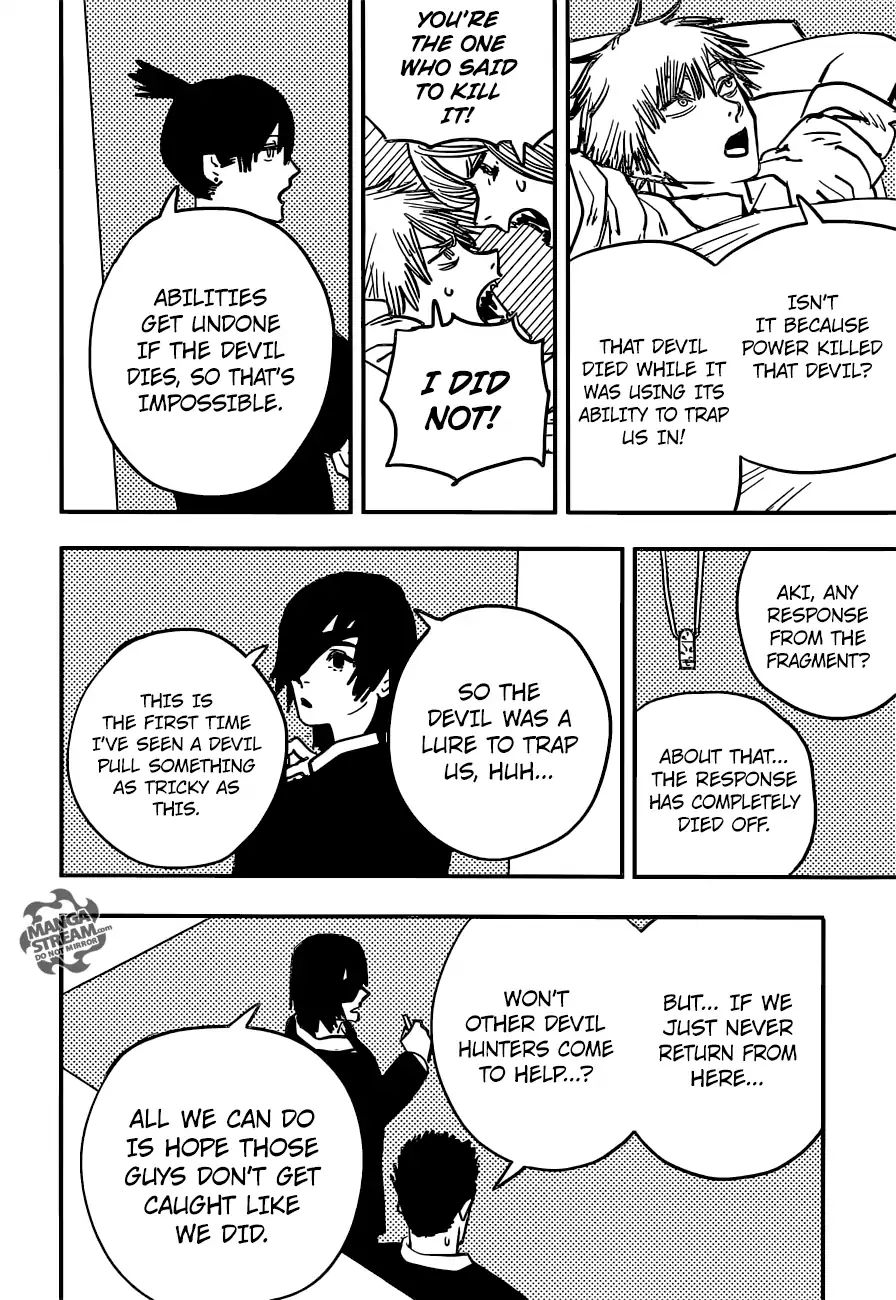 ISN'T
IT BECAUSE
POWER KILLED
THAT DEVIL?
THAT DEVIL
DIED WHILE IT
WAS USING ITS
ABILITY TO TRAP
US IN!
YOU'RE
THE ONE
WHO SAID
TO KILL
IT!
I DID
NOT!
ABILITIES
GET UNDONE
IF THE DEVIL
DIES, SO THAT'S
IMPOSSIBLE.
AKI, ANY
RESPONSE
FROM THE
FRAGMENT?
ABOUT THAT...
THE RESPONSE
HAS COMPLETELY
DIED OFF.
SO THE
DEVIL WAS A
LURE TO TRAP
US, HUH...
THIS IS
THE FIRST TIME
I'VE SEEN A DEVIL
PULL SOMETHING
AS TRICKY AS
THIS.
BUT... IF WE
JUST NEVER
RETURN FROM
HERE...
WON'T
OTHER DEVIL
HUNTERS COME
TO HELP...?
ALL WE CAN DO
IS HOPE THOSE
GUYS DON'T GET
CAUGHT LIKE
WE DID.
MANGA
STREAM.com
DO NOT MIRROR